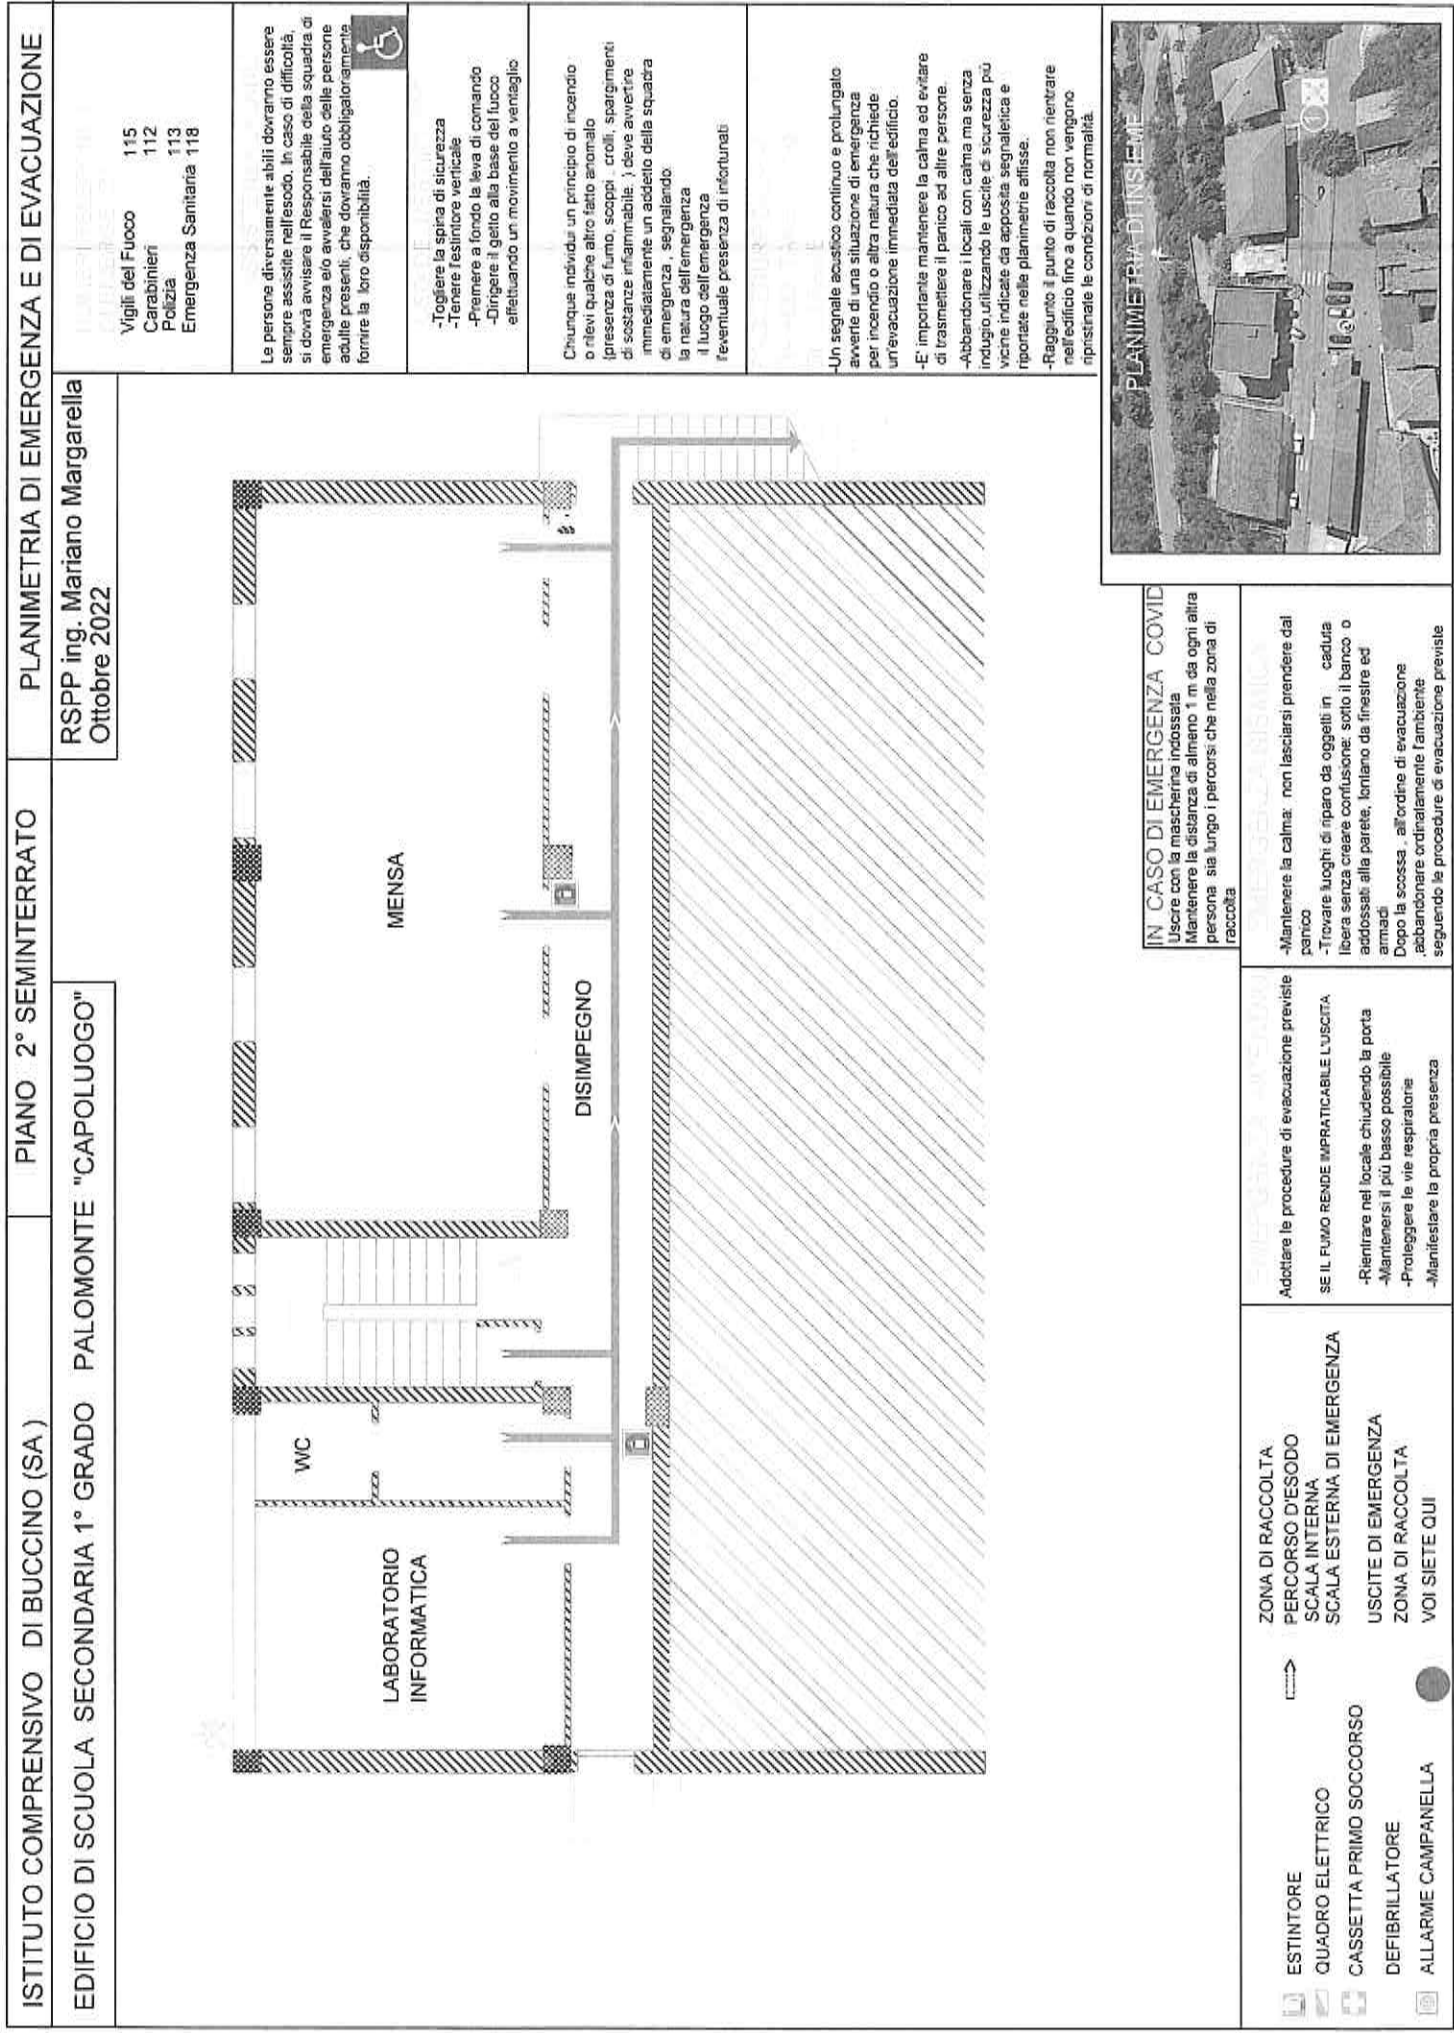 ISTITUTO COMPRENSIVO DI BUCCINO (SA )
PIANO 2° SEMINTERRATO
PLANIMETRIA DI EMERGENZA E DI EVACUAZIONE
EDIFICIO DI SCUOLA SECONDARIA 1° GRADO PALOMONTE "CAPOLUOGO"
RSPP ing. Mariano Margarella
Ottobre 2022
Vigili del Fuoco 115
Carabinieri 112
Polizia 113
Emergenza Sanitaria 118
Le persone diversamente abili dovranno essere
sempre assistite nell'esodo. In caso di difficoltà,
si dovrà avvisare il Responsabile della squadra di
emergenza e/o avvalersi dell'aiuto delle persone
adulte presenti, che dovranno obbligatoriamente
fornire la loro disponibilità.
-Togliere la spina di sicurezza
-Tenere l'estintore verticale
-Premere a fondo la leva di comando
-Dirigere il getto alla base del fuoco
effettuando un movimento a ventaglio
Chiunque individui un principio di incendio
o rilevi qualche altro fatto anomalo
(presenza di fumo, scoppi , crolli, spargimenti
di sostanze infiammabile. ) deve avvertire
immediatamente un addetto della squadra
di emergenza , segnalando:
la natura dell'emergenza
il luogo dell'emergenza
l'eventuale presenza di infortunati
-Un segnale acustico continuo e prolungato
avverte di una situazione di emergenza
per incendio o altra natura che richiede
un'evacuazione immediata dell'edificio.
-E' importante mantenere la calma ed evitare
di trasmettere il panico ad altre persone.
-Abbandonare i locali con calma ma senza
indugio,utilizzando le uscite di sicurezza più
vicine indicate da apposita segnaletica e
riportate nelle planimetrie affisse.
-Raggiunto il punto di raccolta non rientrare
nell'edificio fino a quando non vengono
ripristinate le condizioni di normalità.
WC
LABORATORIO
INFORMATICA
MENSA
DISIMPEGNO
PLANIMETRIA D'INSIEME
1
IN CASO DI EMERGENZA COVID
Uscire con la mascherina indossata
Mantenere la distanza di almeno 1 m da ogni altra
persona sia lungo i percorsi che nella zona di
raccolta
ESTINTORE
QUADRO ELETTRICO
CASSETTA PRIMO SOCCORSO
DEFIBRILLATORE
ALLARME CAMPANELLA
ZONA DI RACCOLTA
PERCORSO D'ESODO
SCALA INTERNA
SCALA ESTERNA DI EMERGENZA
USCITE DI EMERGENZA
ZONA DI RACCOLTA
VOI SIETE QUI
Adottare le procedure di evacuazione previste
SE IL FUMO RENDE IMPRATICABILE L'USCITA
-Rientrare nel locale chiudendo la porta
-Mantenersi il più basso possibile
-Proteggere le vie respiratorie
-Manifestare la propria presenza
EMERGENZA SISMICA
-Mantenere la calma: non lasciarsi prendere dal
panico
-Trovare luoghi di riparo da oggetti in caduta
libera senza creare confusione: sotto il banco o
addossati alla parete, lontano da finestre ed
armadi
Dopo la scossa , all'ordine di evacuazione
,abbandonare ordinatamente l'ambiente
seguendo le procedure di evacuazione previste